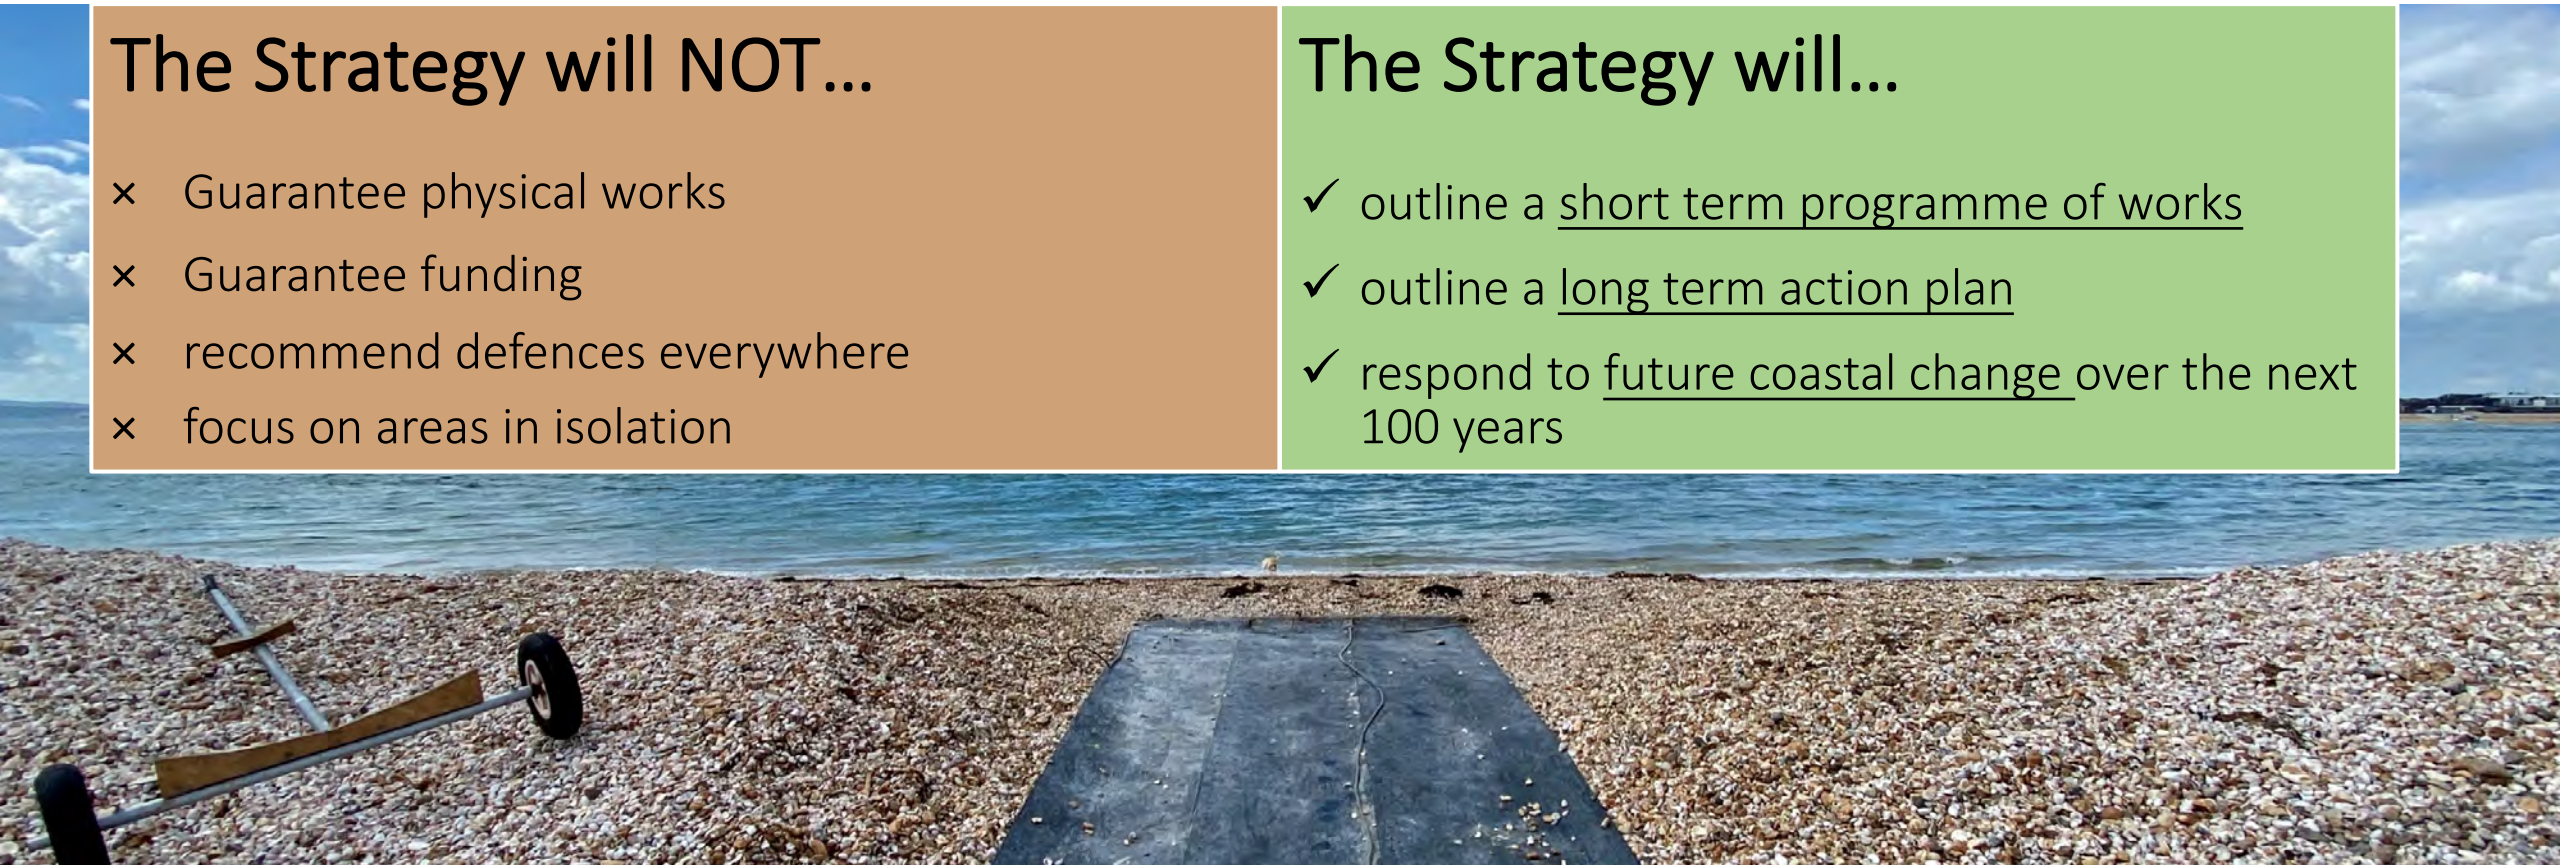 The Strategy will NOT...
× Guarantee physical works
× Guarantee funding
× recommend defences everywhere
× focus on areas in isolation
The Strategy will...
✓ outline a short term programme of works
✓ outline a long term action plan
✓ respond to future coastal change over the next
100 years